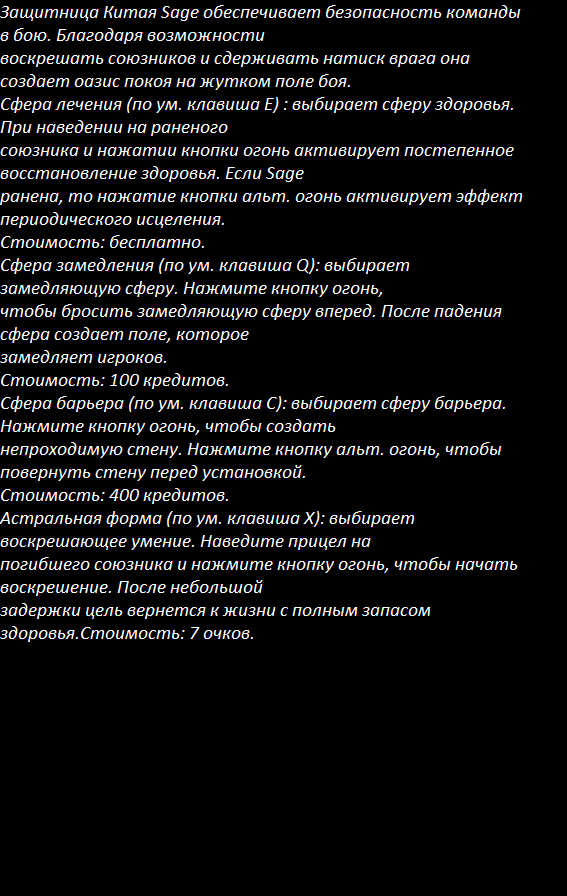 Защитница Китая Sage обеспечивает безопасность команды
в бою. Благодаря возможности
воскрешать союзников и сдерживать натиск врага она
создает оазис покоя на жутком поле боя.
Сфера лечения (по ум. клавиша E) : выбирает сферу здоровья.
При наведении на раненого
союзника и нажатии кнопки огонь активирует постепенное
восстановление здоровья. Если Sage
ранена, то нажатие кнопки альт. огонь активирует эффект
периодического исцеления.
Стоимость: бесплатно.
Сфера замедления (по ум. клавиша Q): выбирает
замедляющую сферу. Нажмите кнопку огонь,
чтобы бросить замедляющую сферу вперед. После падения
сфера создает поле, которое
замедляет игроков.
Стоимость: 100 кредитов.
Сфера барьера (по ум. клавиша C): выбирает сферу барьера.
Нажмите кнопку огонь, чтобы создать
непроходимую стену. Нажмите кнопку альт. огонь, чтобы
повернуть стену перед установкой.
Стоимость: 400 кредитов.
Астральная форма (по ум. клавиша X): выбирает
воскрешающее умение. Наведите прицел на
погибшего союзника и нажмите кнопку огонь, чтобы начать
воскрешение. После небольшой
задержки цель вернется к жизни с полным запасом
здоровья.Стоимость: 7 очков.